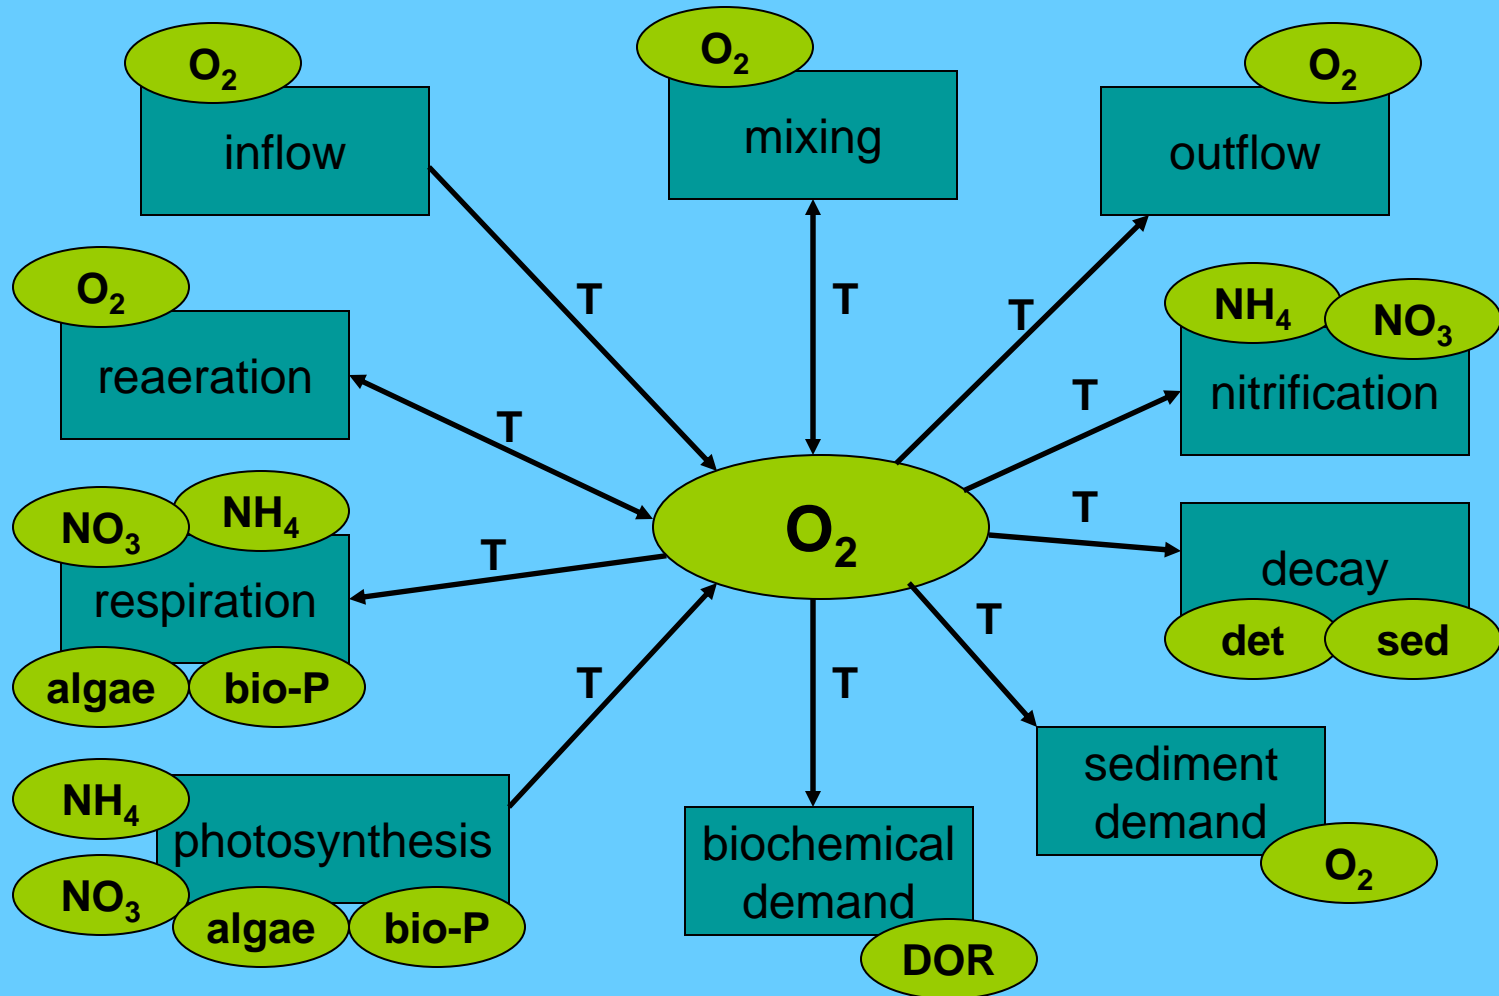 O₂
inflow
O₂
mixing
O₂
outflow
T
T
T
O₂
reaeration
T
NH₄
NO₃
nitrification
T
NO₃
NH₄
respiration
algae
bio-P
T
O₂
T
decay
det
sed
T
NH₄
NO₃
photosynthesis
algae
bio-P
T
T
biochemical
demand
DOR
sediment
demand
O₂